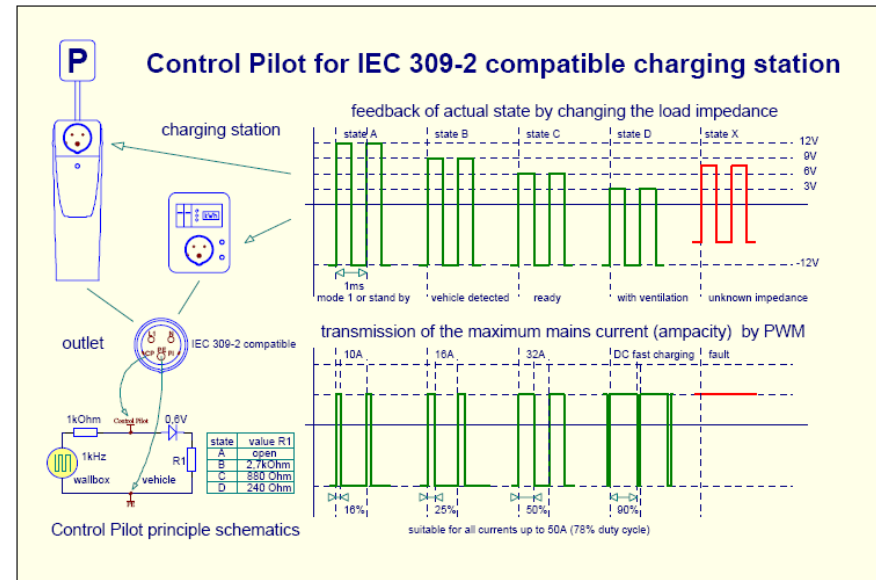 P
Control Pilot for IEC 309-2 compatible charging station
feedback of actual state by changing the load impedance
charging station
state A
state B
state C
state D
state X
12V
9V
6V
3V
-12V
kWh
1ms
mode 1 or stand by
vehicle detected
ready
with ventilation
unknown impedance
transmission of the maximum mains current (ampacity) by PWM
outlet
L1 N
CP PE PI
IEC 309-2 compatible
10A
16A
32A
DC fast charging
fault
1kOhm
Control Pilot
0,6V
1kHz
R1
wallbox
vehicle
PE
state value R1
A open
B 2,7kOhm
C 880 Ohm
D 240 Ohm
16%
25%
50%
90%
Control Pilot principle schematics
suitable for all currents up to 50A (78% duty cycle)